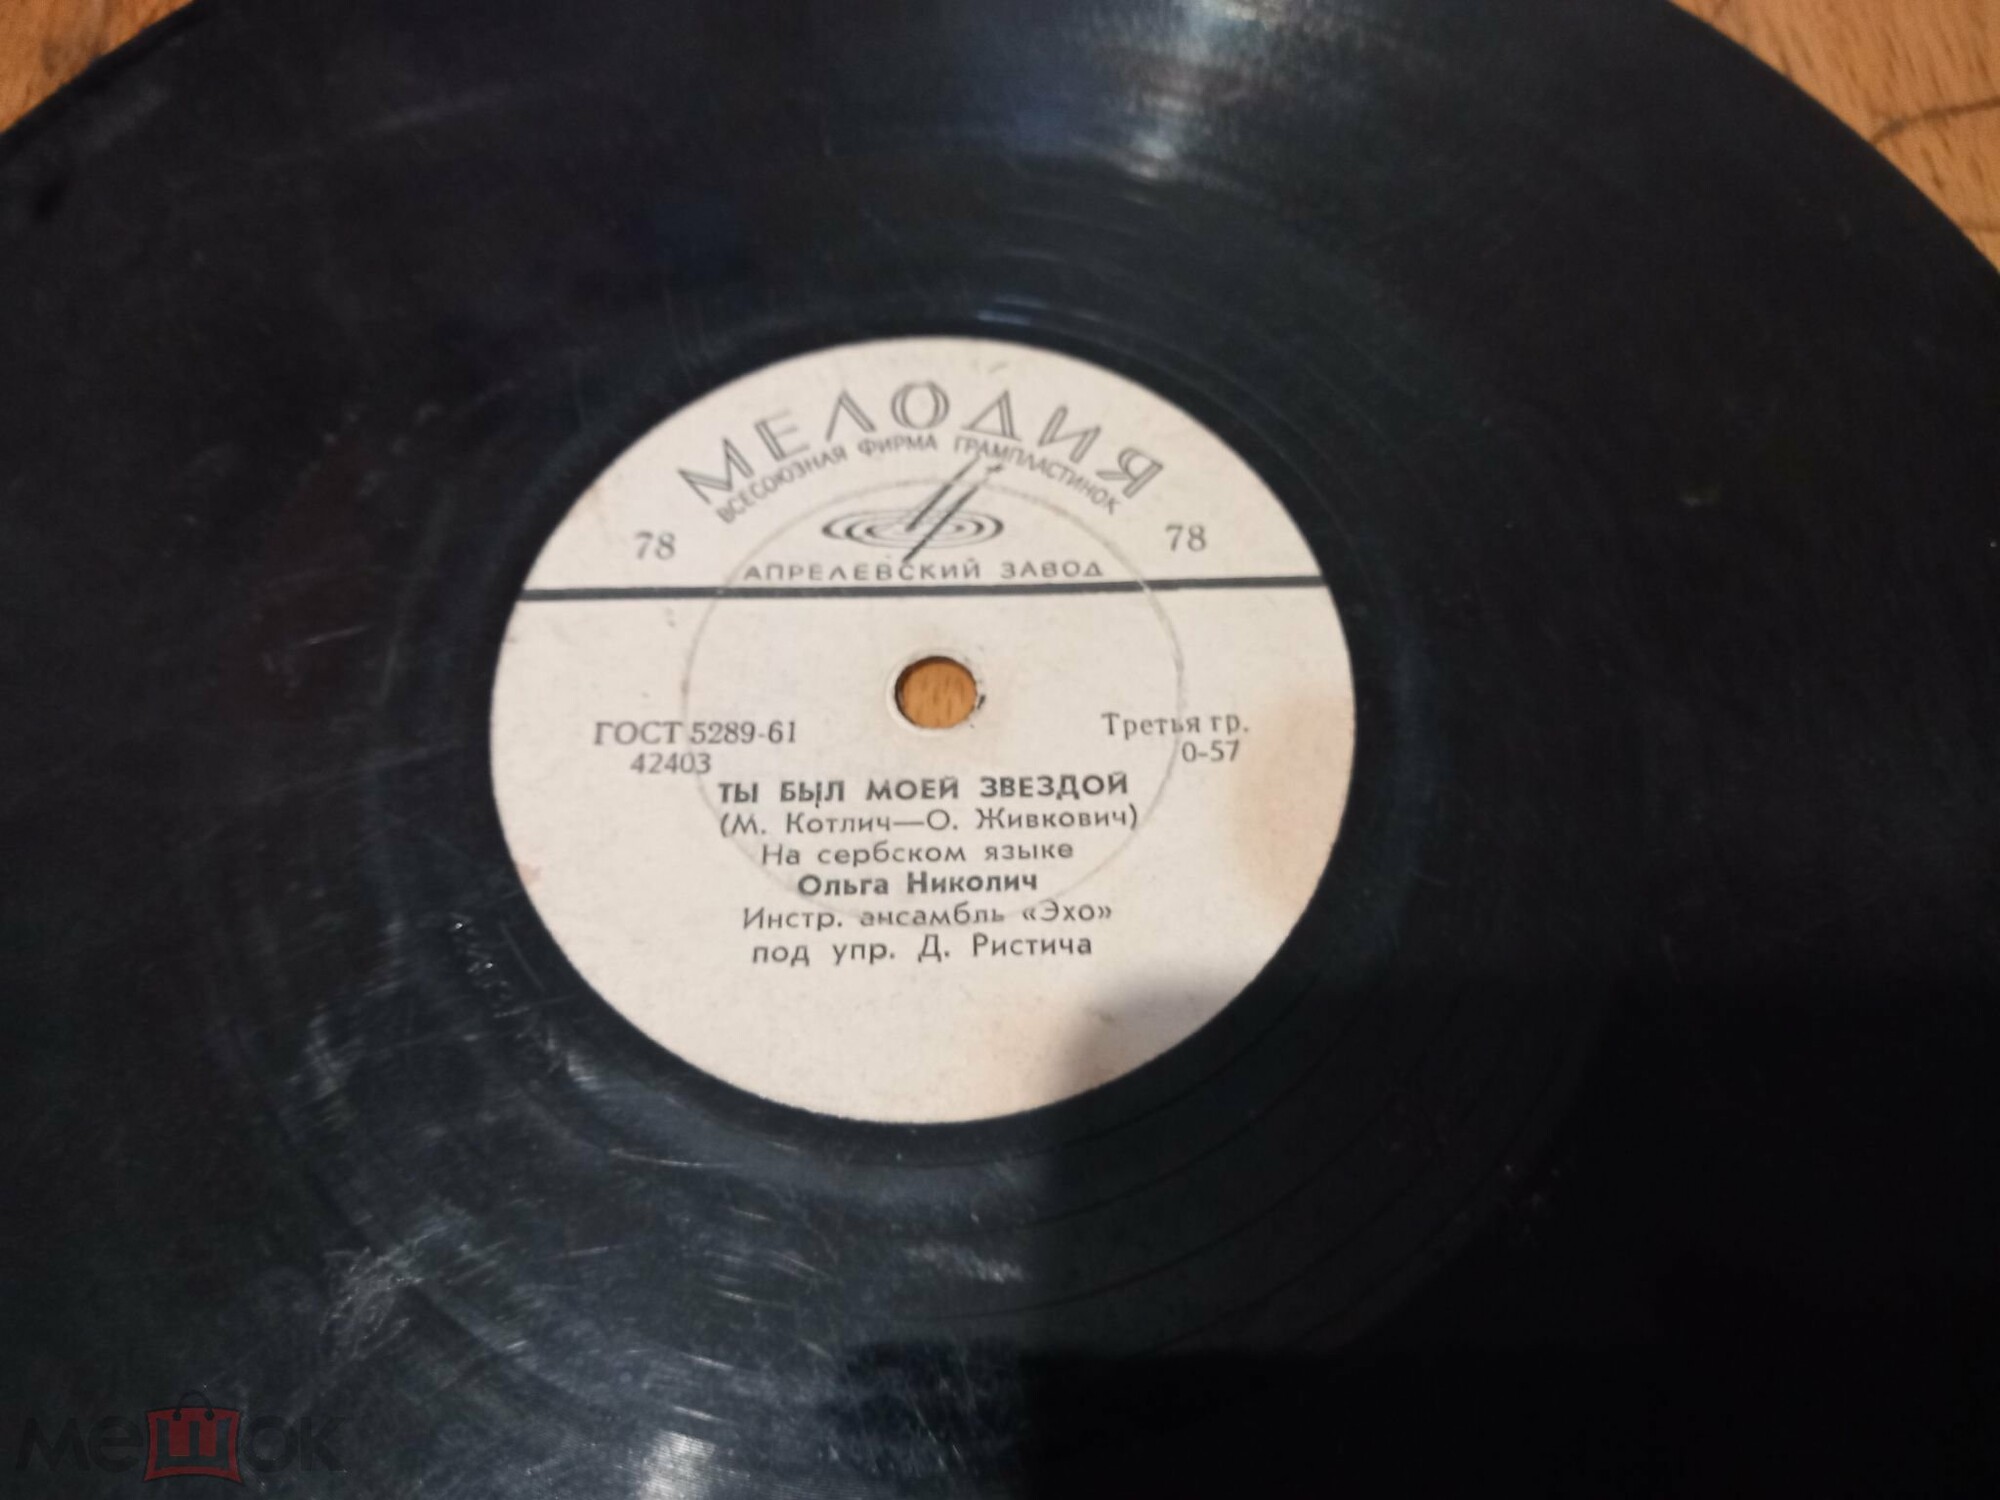 МЕЛОДИЯ
ВСЕСОЮЗНАЯ ФИРМА ГРАМПЛАСТИНОК
78 78
АПРЕЛЕВСКИЙ ЗАВОД
ГОСТ 5289-61 Третья гр.
42403 0-57
ТЫ БЫЛ МОЕЙ ЗВЕЗДОЙ
(М. Котлич—О. Живкович)
На сербском языке
Ольга Николич
Инстр. ансамбль «Эхо»
под упр. Д. Ристича
мешок